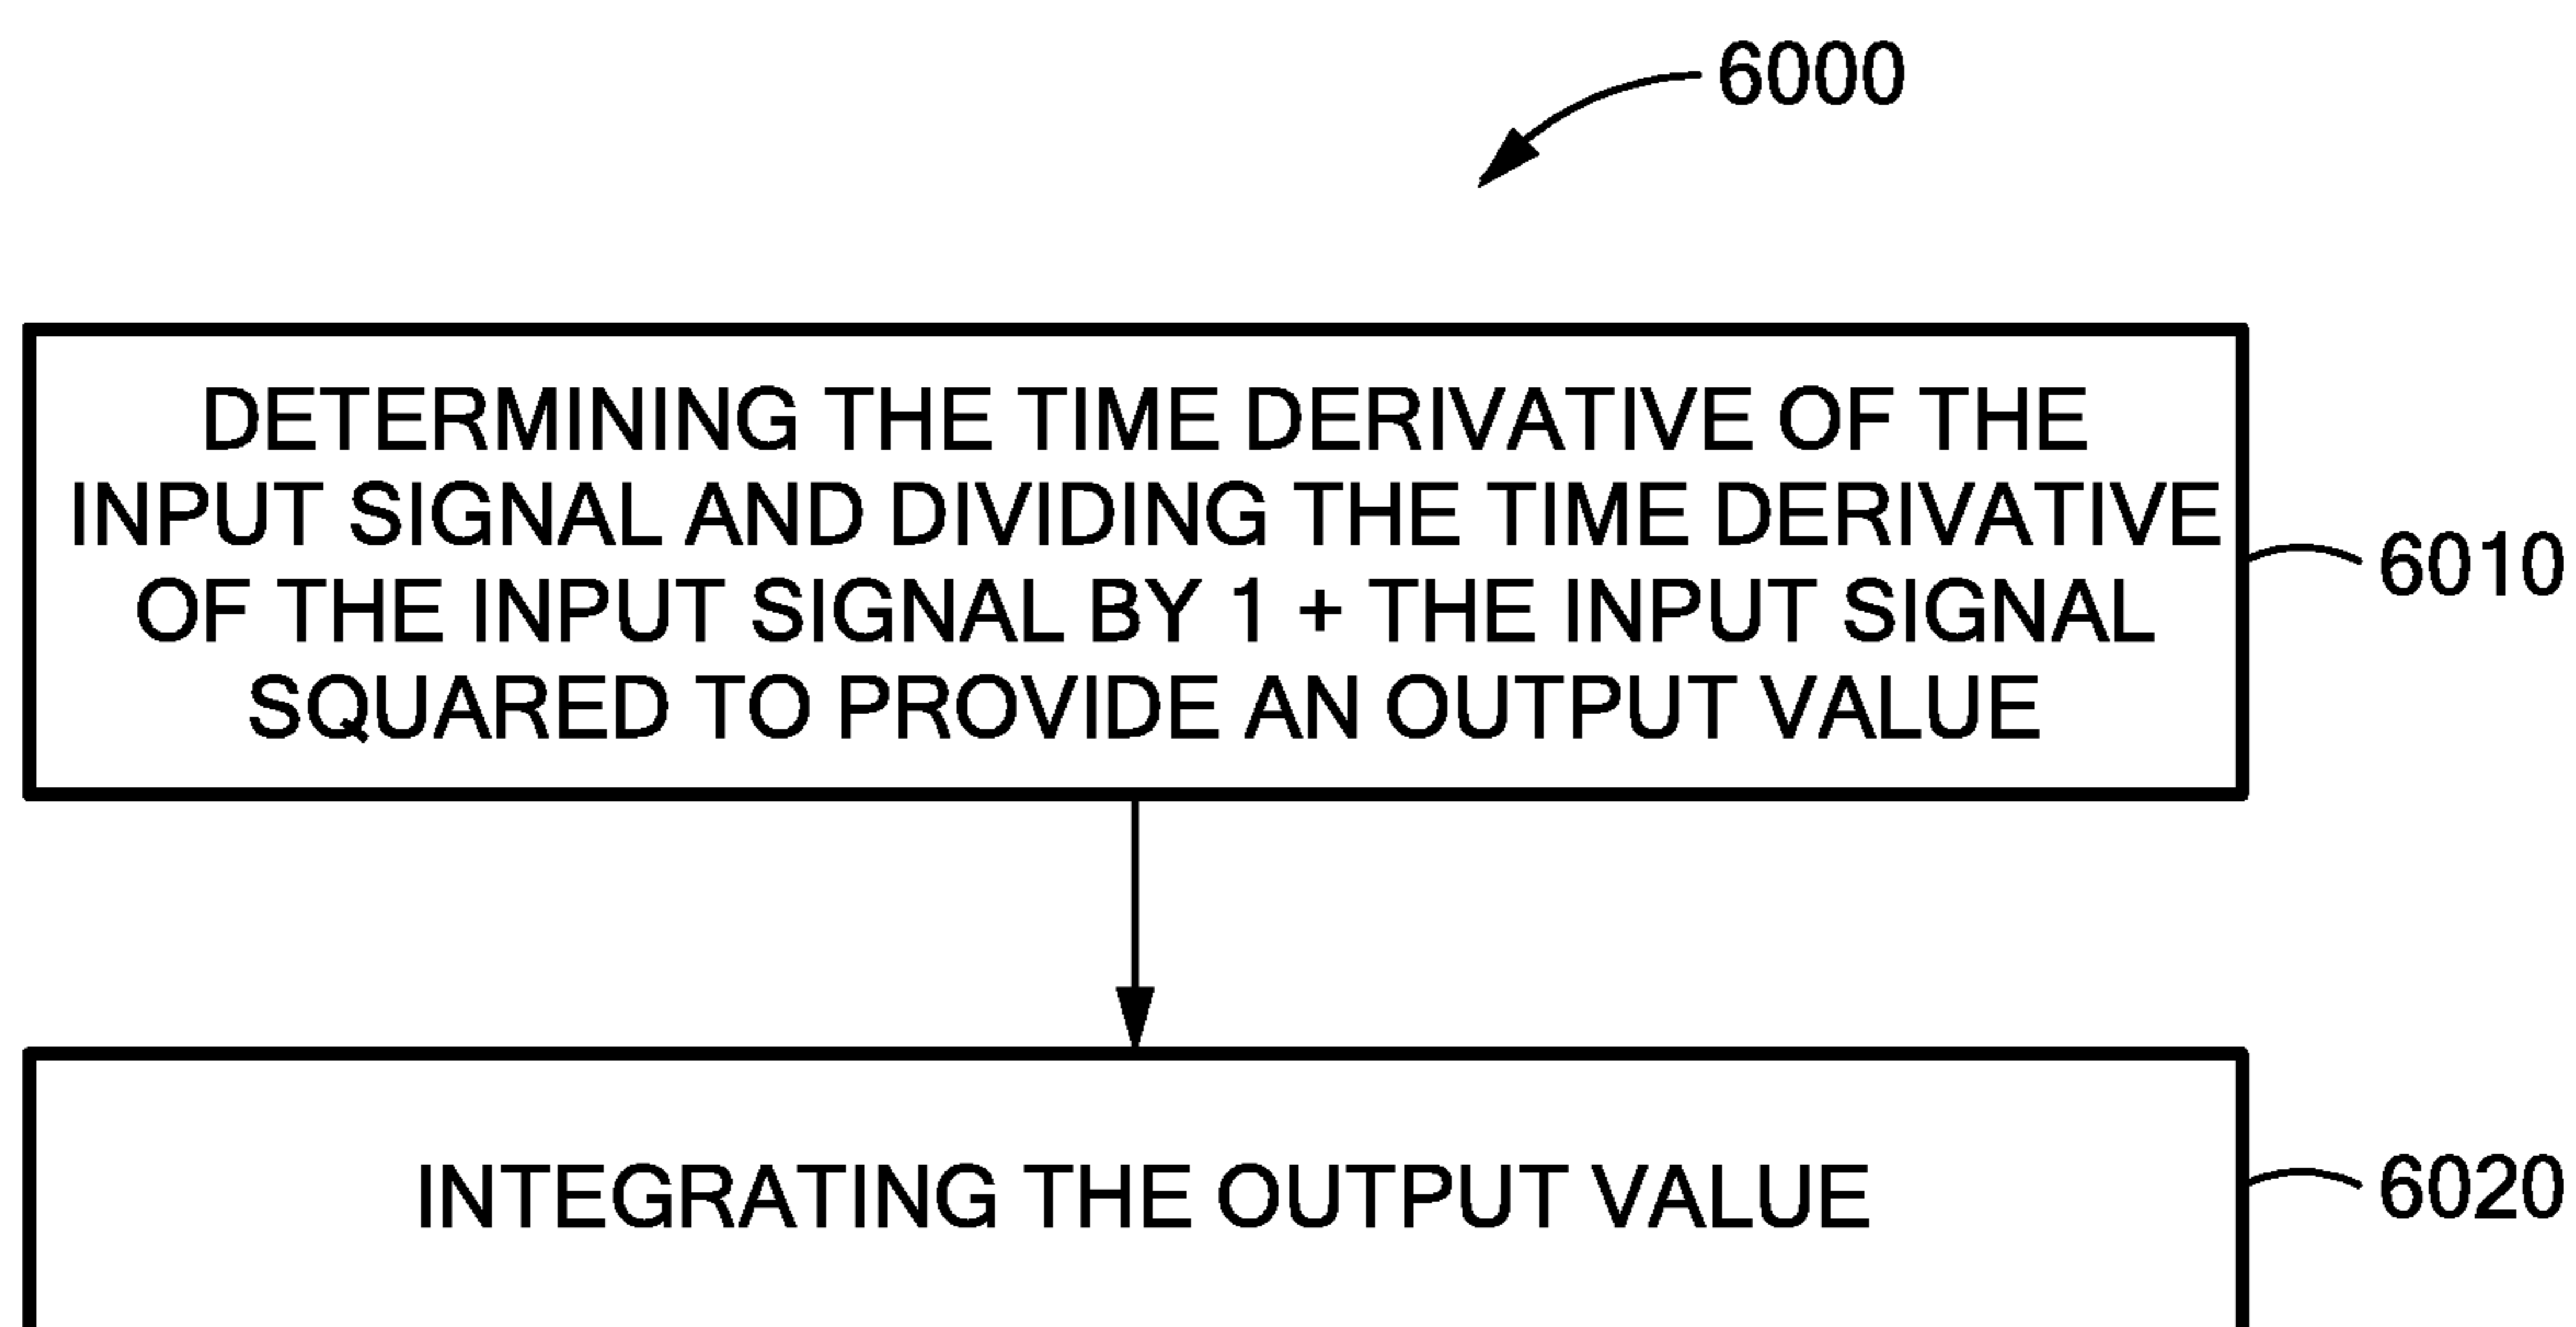 6000
DETERMINING THE TIME DERIVATIVE OF THE
INPUT SIGNAL AND DIVIDING THE TIME DERIVATIVE
OF THE INPUT SIGNAL BY 1 + THE INPUT SIGNAL
SQUARED TO PROVIDE AN OUTPUT VALUE
6010
INTEGRATING THE OUTPUT VALUE
6020